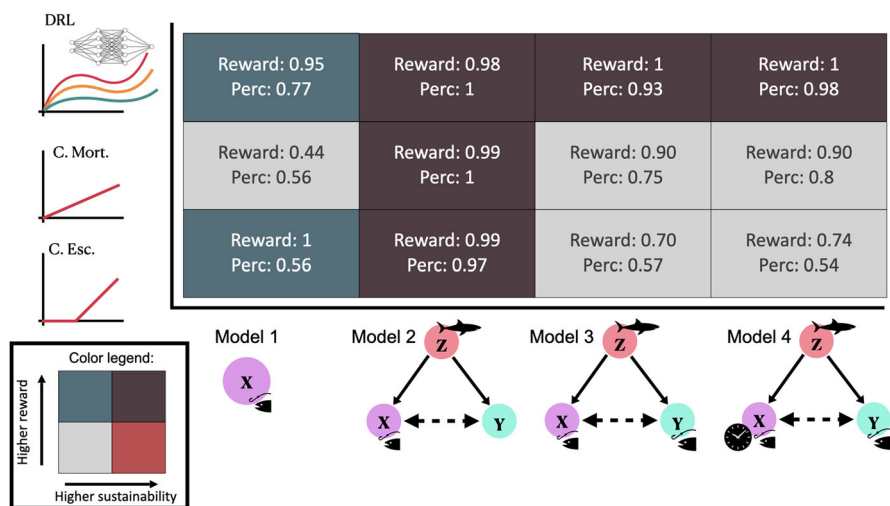 DRL
Reward: 0.95
Perc: 0.77
Reward: 0.98
Perc: 1
Reward: 1
Perc: 0.93
Reward: 1
Perc: 0.98
C. Mort.
Reward: 0.44
Perc: 0.56
Reward: 0.99
Perc: 1
Reward: 0.90
Perc: 0.75
Reward: 0.90
Perc: 0.8
C. Esc.
Reward: 1
Perc: 0.56
Reward: 0.99
Perc: 0.97
Reward: 0.70
Perc: 0.57
Reward: 0.74
Perc: 0.54
Model 1
X
Model 2
Z
X
Y
Model 3
Z
X
Y
Model 4
Z
X
Y
Color legend:
Higher reward
Higher sustainability